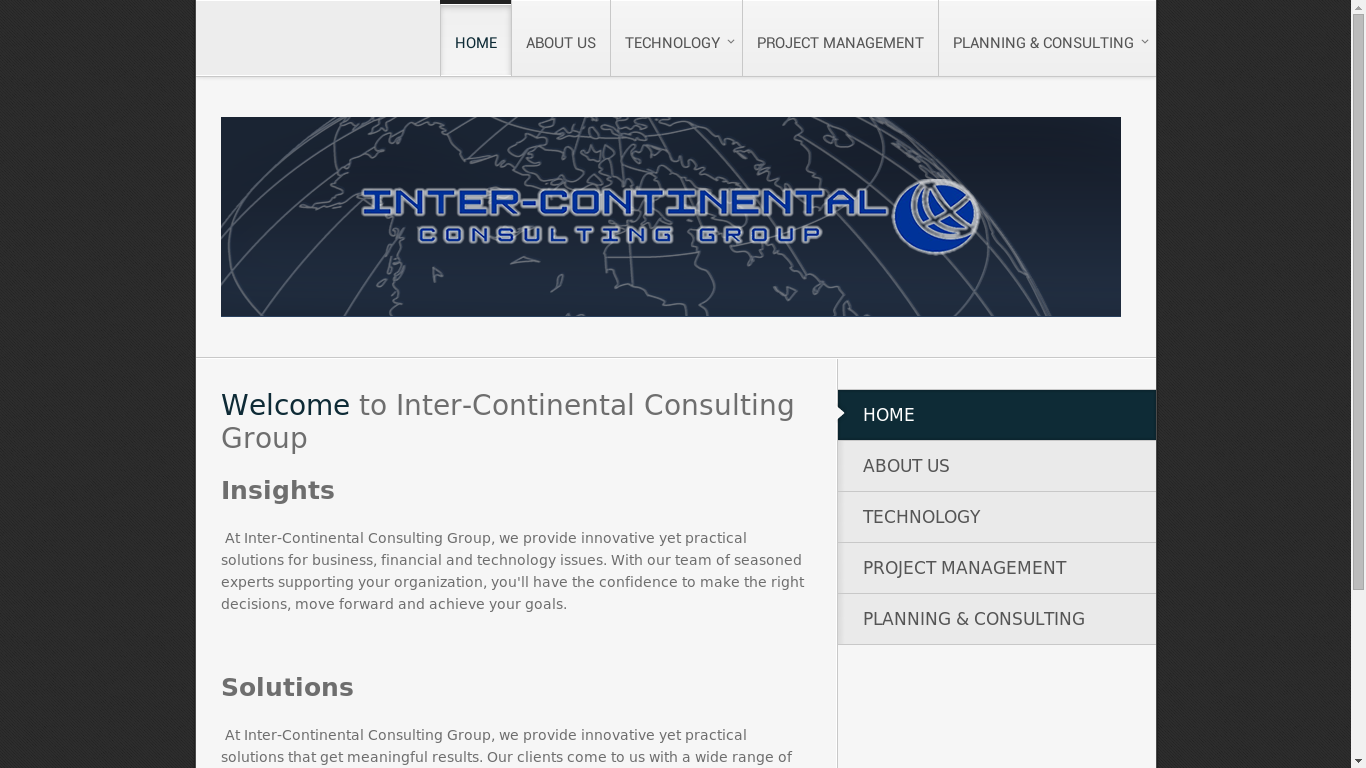 HOME ABOUT US TECHNOLOGY PROJECT MANAGEMENT PLANNING & CONSULTING
INTER-CONTINENTAL
CONSULTING GROUP
Welcome to Inter-Continental Consulting
Group
Insights
At Inter-Continental Consulting Group, we provide innovative yet practical
solutions for business, financial and technology issues. With our team of seasoned
experts supporting your organization, you'll have the confidence to make the right
decisions, move forward and achieve your goals.
Solutions
At Inter-Continental Consulting Group, we provide innovative yet practical
solutions that get meaningful results. Our clients come to us with a wide range of
HOME
ABOUT US
TECHNOLOGY
PROJECT MANAGEMENT
PLANNING & CONSULTING